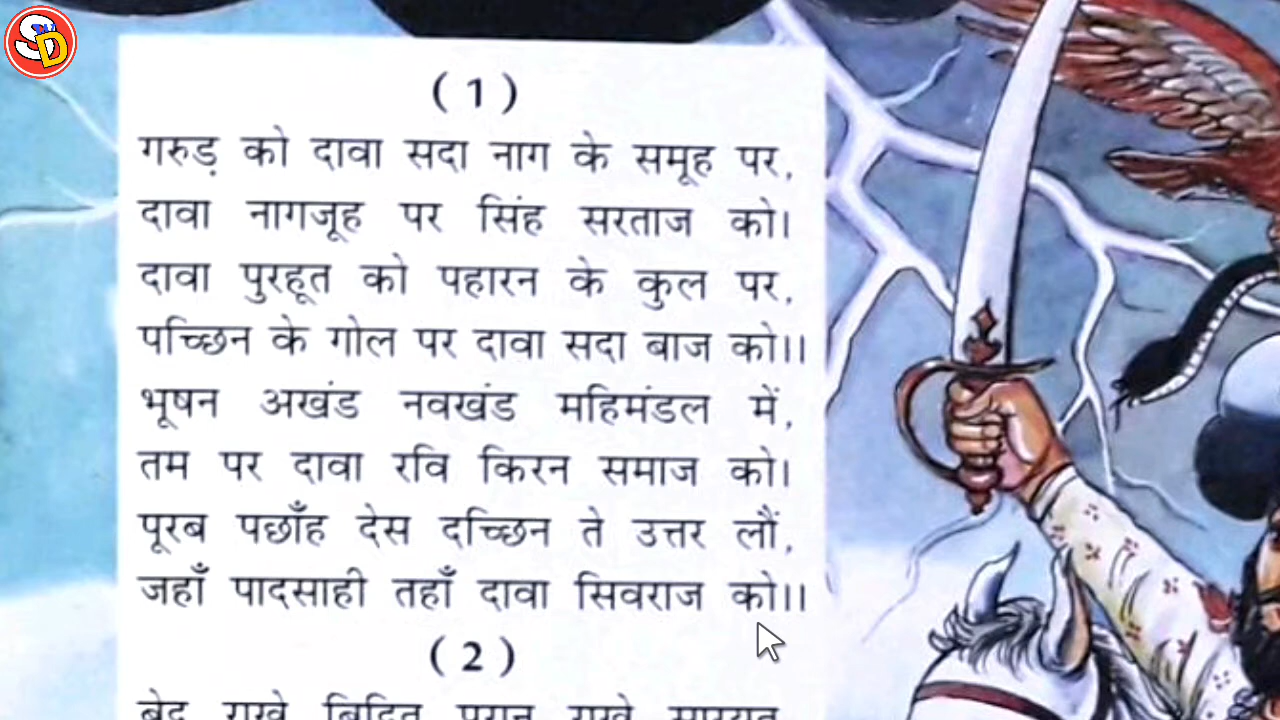 SD
(1)
गरुड़ को दावा सदा नाग के समूह पर,
दावा नागजूह पर सिंह सरताज को।
दावा पुरहूत को पहारन के कुल पर,
पच्छिन के गोल पर दावा सदा बाज को।।
भूषन अखंड नवखंड महिमंडल में,
तम पर दावा रवि किरन समाज को।
पूरब पछाँह देस दच्छिन ते उत्तर लौं,
जहाँ पादसाही तहाँ दावा सिवराज को।।
(2)